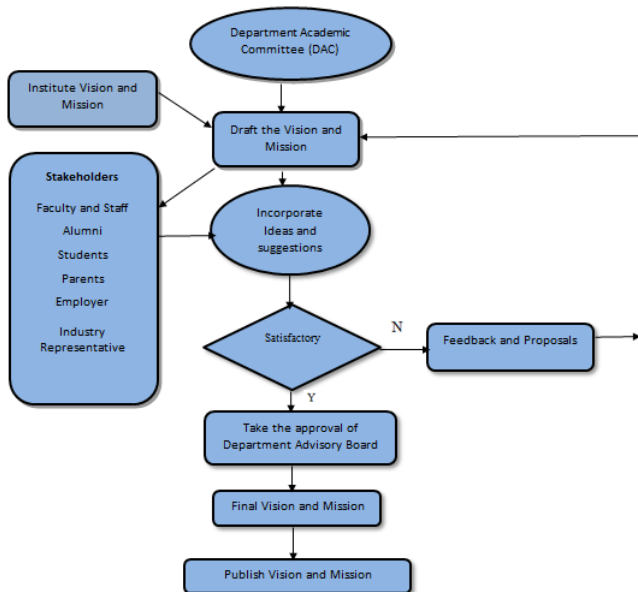 Department Academic
Committee (DAC)
Institute Vision and
Mission
Draft the Vision and
Mission
Stakeholders
Faculty and Staff
Alumni
Students
Parents
Employer
Industry
Representative
Incorporate
Ideas and
suggestions
Satisfactory
N
Feedback and Proposals
Y
Take the approval of
Department Advisory Board
Final Vision and Mission
Publish Vision and Mission